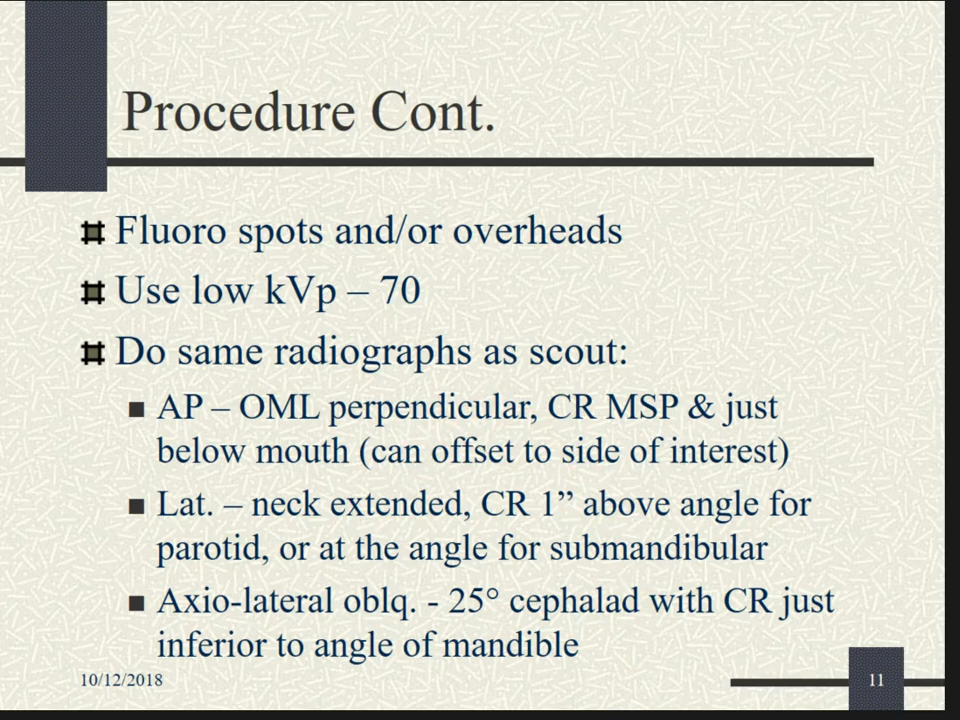 Procedure Cont.
Fluoro spots and/or overheads
Use low kVp – 70
Do same radiographs as scout:
AP – OML perpendicular, CR MSP & just
below mouth (can offset to side of interest)
Lat. – neck extended, CR 1” above angle for
parotid, or at the angle for submandibular
Axio-lateral oblq. - 25° cephalad with CR just
inferior to angle of mandible
10/12/2018
11